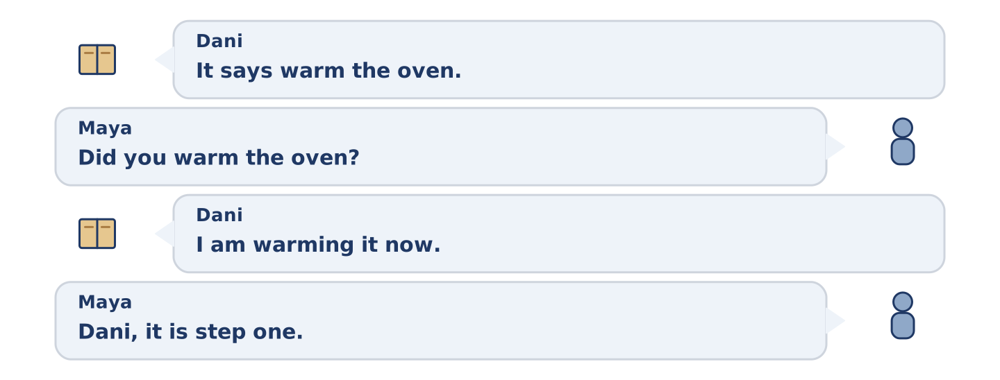 Dani
It says warm the oven.
Maya
Did you warm the oven?
Dani
I am warming it now.
Maya
Dani, it is step one.